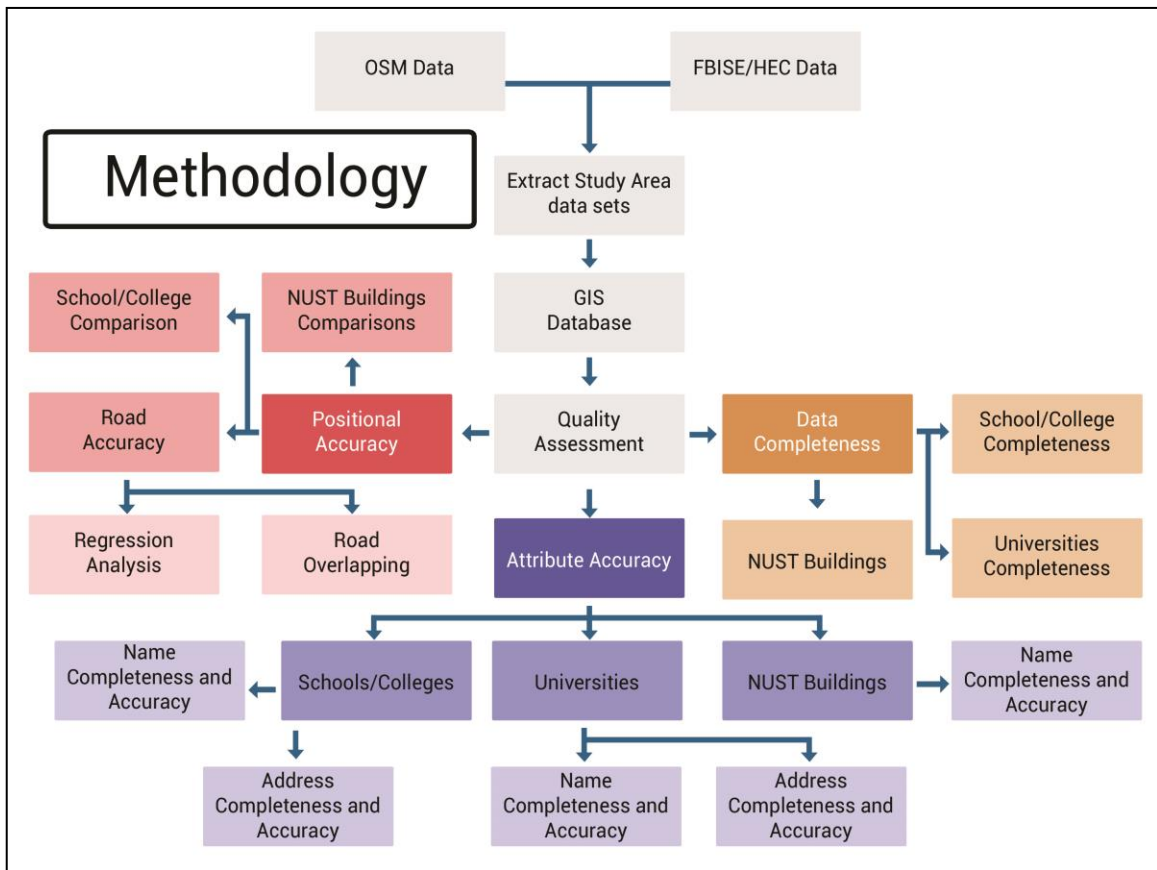 OSM Data
FBISE/HEC Data
Methodology
Extract Study Area
data sets
School/College
Comparison
NUST Buildings
Comparisons
GIS
Database
Road
Accuracy
Positional
Accuracy
Quality
Assessment
Data
Completeness
School/College
Completeness
Regression
Analysis
Road
Overlapping
Attribute Accuracy
NUST Buildings
Universities
Completeness
Name
Completeness and
Accuracy
Schools/Colleges
Universities
NUST Buildings
Name
Completeness and
Accuracy
Address
Completeness and
Accuracy
Name
Completeness and
Accuracy
Address
Completeness and
Accuracy